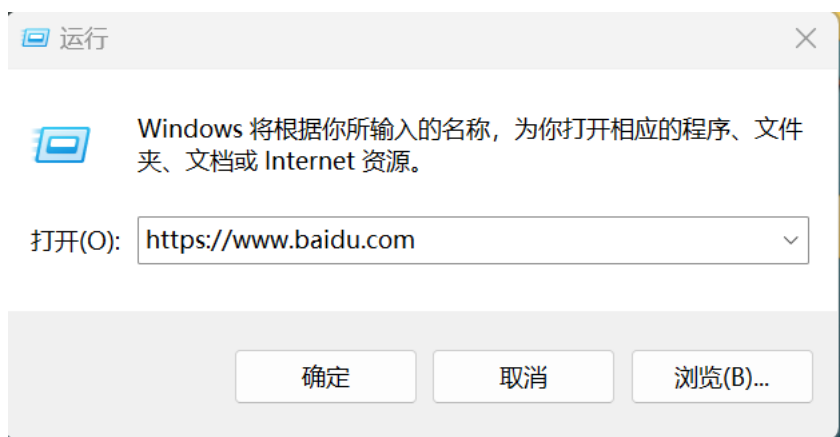 运行
Windows 将根据你所输入的名称，为你打开相应的程序、文件
夹、文档或 Internet 资源。
打开(O): https://www.baidu.com
确定 取消 浏览(B)...